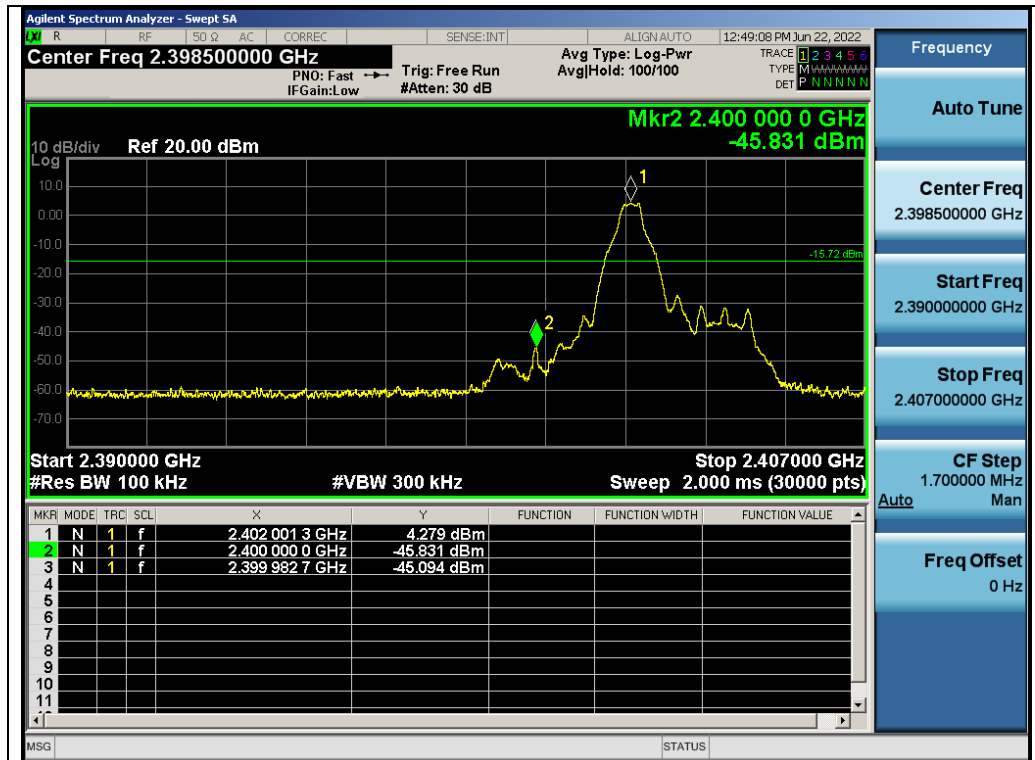 Agilent Spectrum Analyzer - Swept SA
LXI R RF 50 Ω AC CORREC SENSE:INT ALIGN AUTO 12:49:08 PM Jun 22, 2022
Center Freq 2.398500000 GHz
PNO: Fast
IFGain:Low
Trig: Free Run
#Atten: 30 dB
Avg Type: Log-Pwr
Avg|Hold: 100/100
TRACE 1 2 3 4 5 6
TYPE M
DET P N N N N N
Mkr2 2.400 000 0 GHz
-45.831 dBm
10 dB/div Ref 20.00 dBm
Log
10.0
0.00
-10.0
-20.0
-30.0
-40.0
-50.0
-60.0
-70.0
1
2
-15.72 dBm
Start 2.390000 GHz Stop 2.407000 GHz
#Res BW 100 kHz #VBW 300 kHz Sweep 2.000 ms (30000 pts)
MKR MODE TRC SCL X Y FUNCTION FUNCTION WIDTH FUNCTION VALUE
1 N 1 f 2.402 001 3 GHz 4.279 dBm
2 N 1 f 2.400 000 0 GHz -45.831 dBm
3 N 1 f 2.399 982 7 GHz -45.094 dBm
4
5
6
7
8
9
10
11
MSG STATUS
Frequency
Auto Tune
Center Freq
2.398500000 GHz
Start Freq
2.390000000 GHz
Stop Freq
2.407000000 GHz
CF Step
1.700000 MHz
Auto Man
Freq Offset
0 Hz